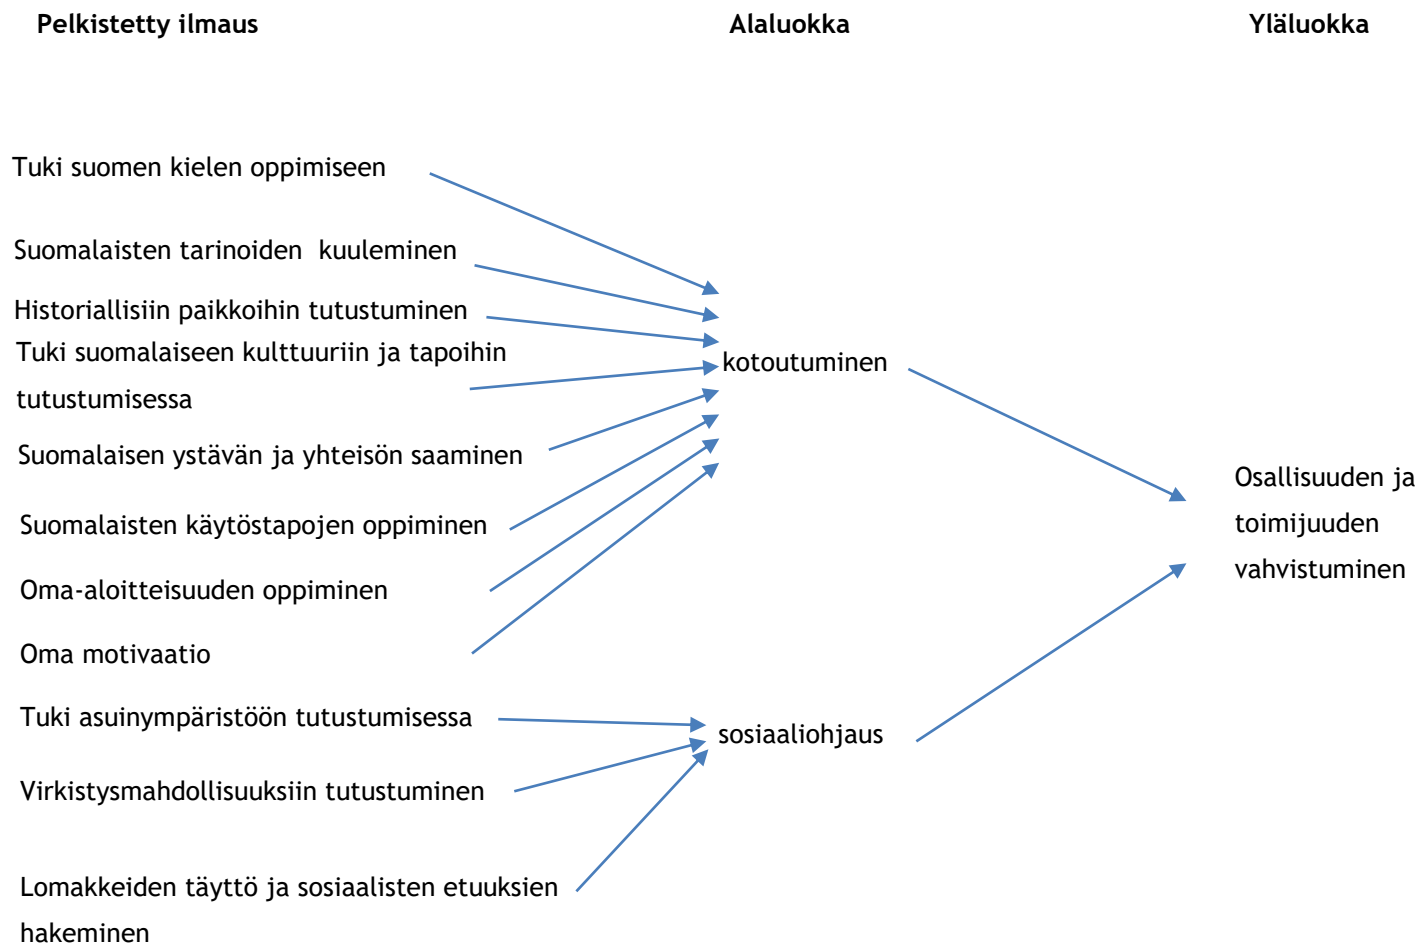 Pelkistetty ilmaus
Alaluokka
Yläluokka
Tuki suomen kielen oppimiseen
Suomalaisten tarinoiden kuuleminen
Historiallisiin paikkoihin tutustuminen
Tuki suomalaiseen kulttuuriin ja tapoihin
tutustumisessa
Suomalaisen ystävän ja yhteisön saaminen
Suomalaisten käytöstapojen oppiminen
Oma-aloitteisuuden oppiminen
Oma motivaatio
Tuki asuinympäristöön tutustumisessa
Virkistysmahdollisuuksiin tutustuminen
Lomakkeiden täyttö ja sosiaalisten etuuksien
hakeminen
kotoutuminen
sosiaaliohjaus
Osallisuuden ja
toimijuuden
vahvistuminen